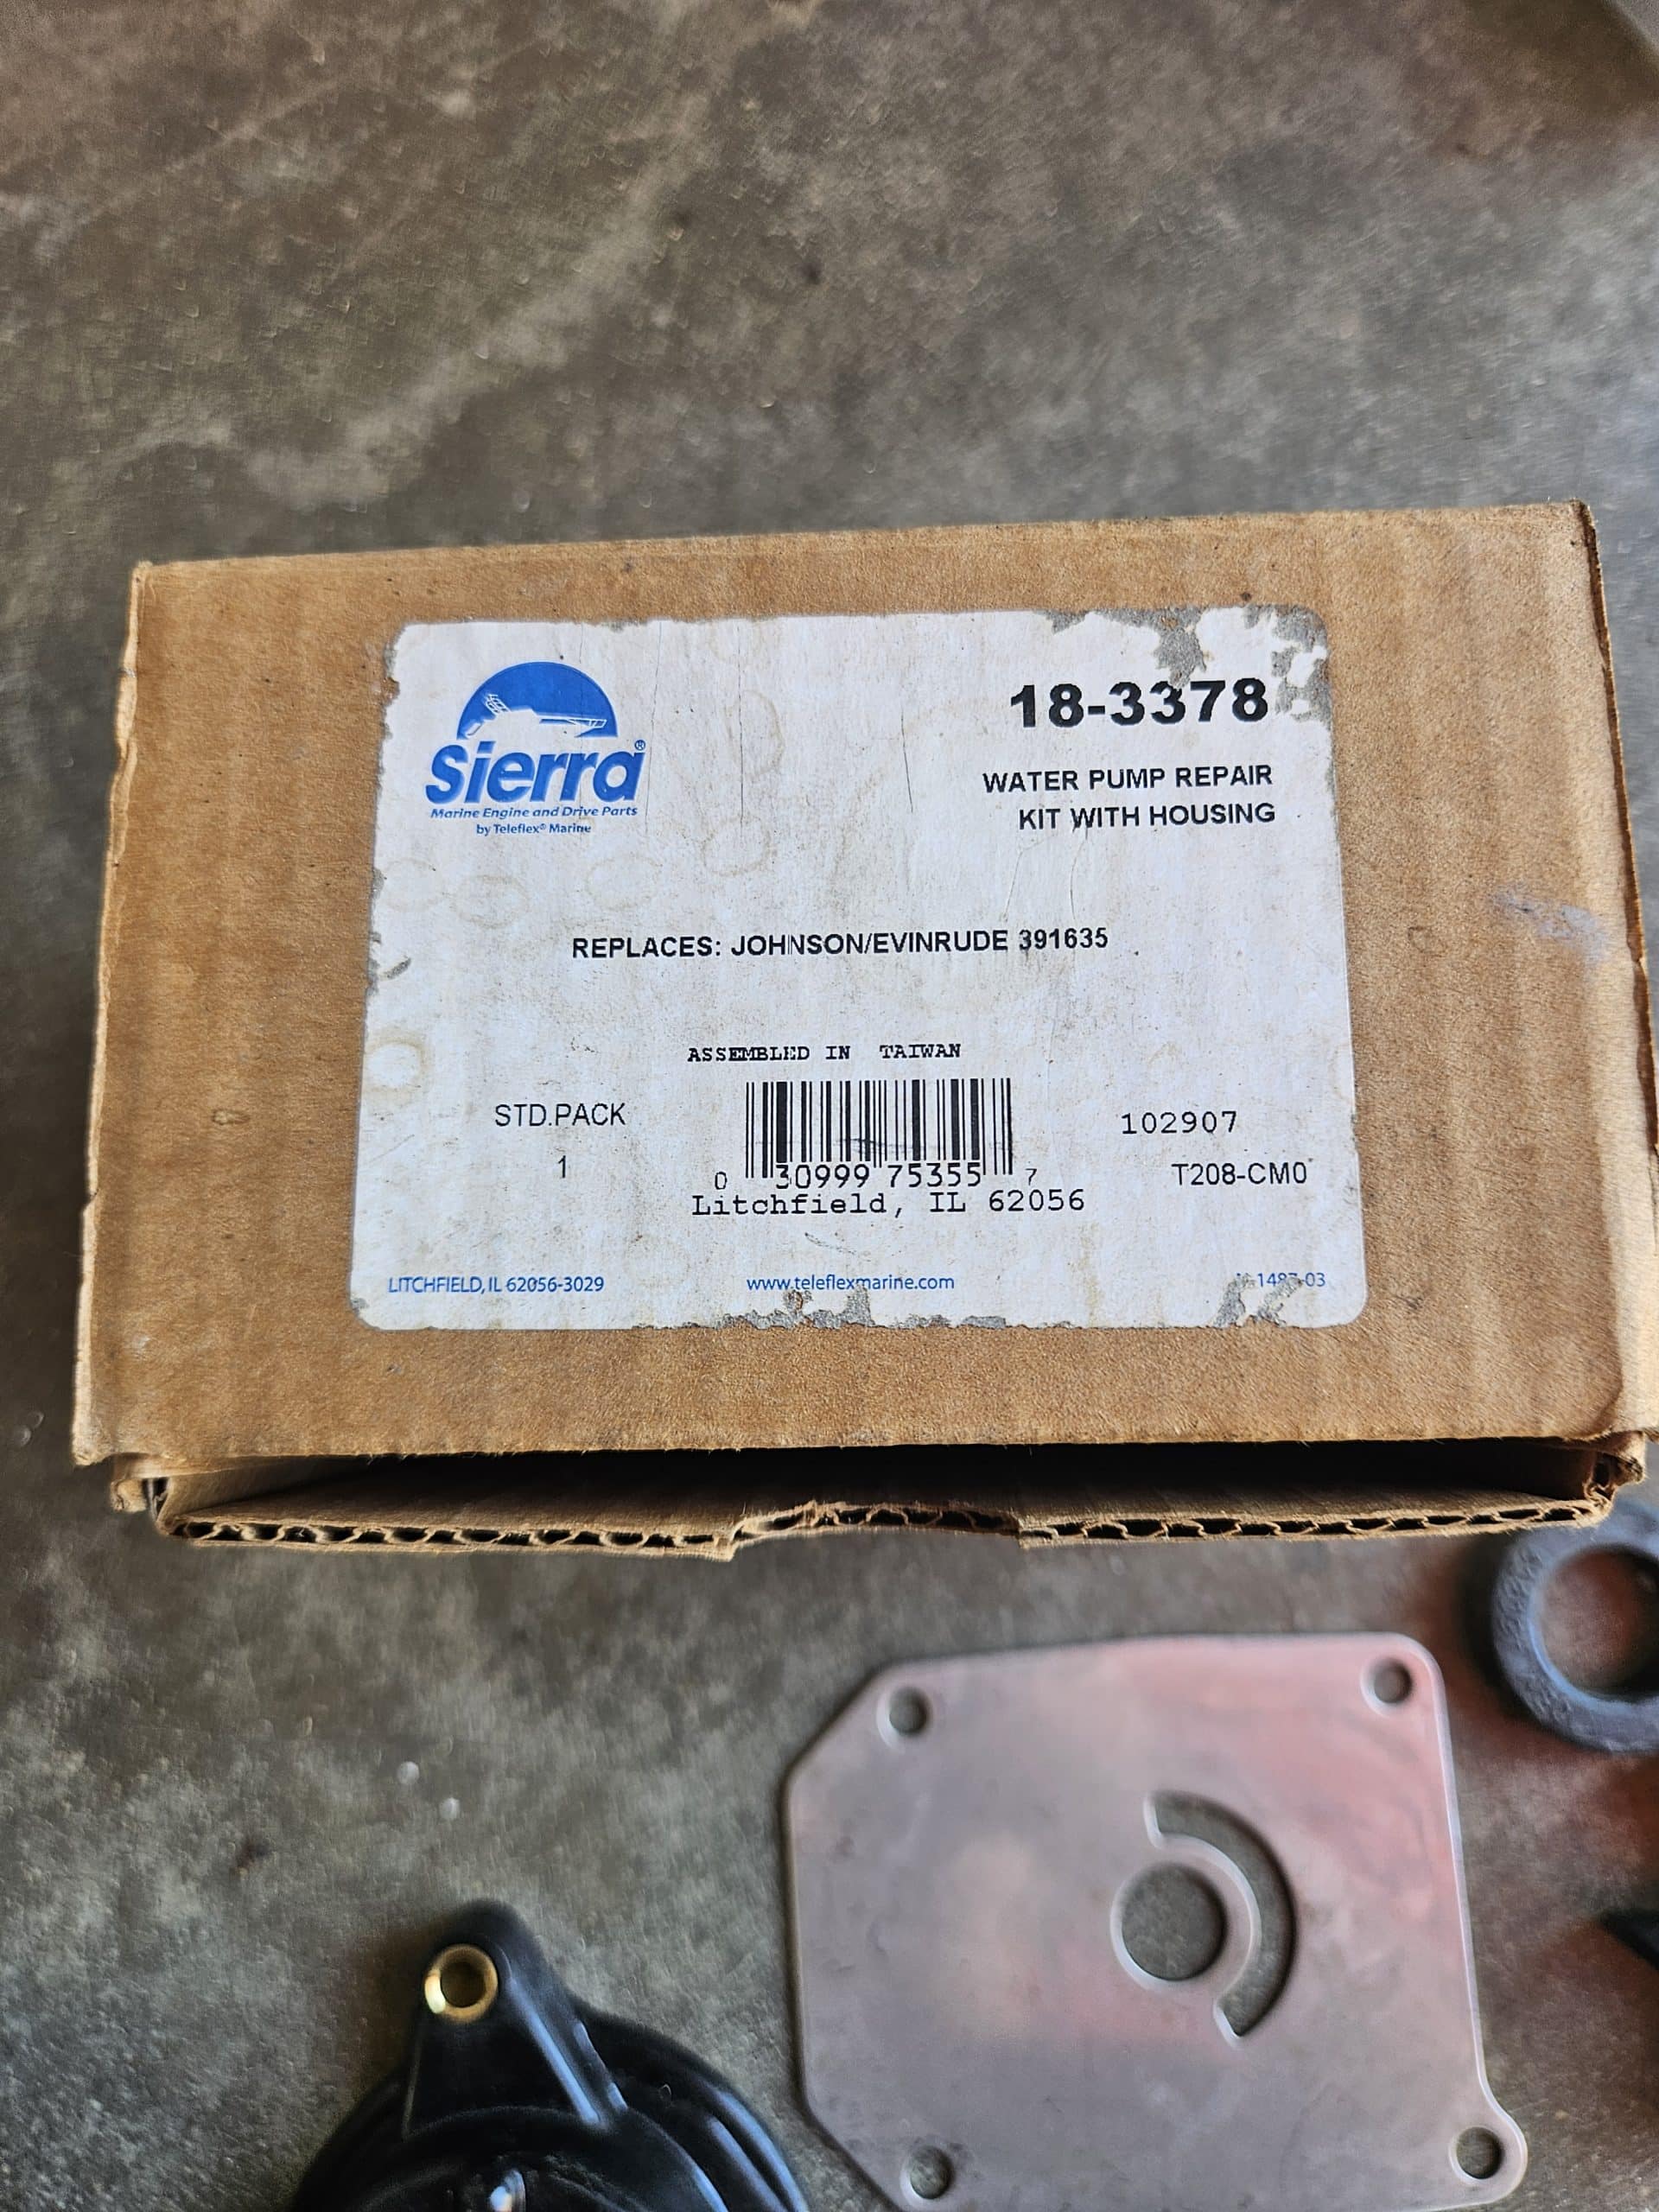 Sierra®
Marine Engine and Drive Parts
by Teleflex® Marine
18-3378
WATER PUMP REPAIR
KIT WITH HOUSING
REPLACES: JOHNSON/EVINRUDE 391635
ASSEMBLED IN TAIWAN
STD.PACK
1
0 30999 75355 7
Litchfield, IL 62056
102907
T208-CM0
LITCHFIELD, IL 62056-3029
www.teleflexmarine.com